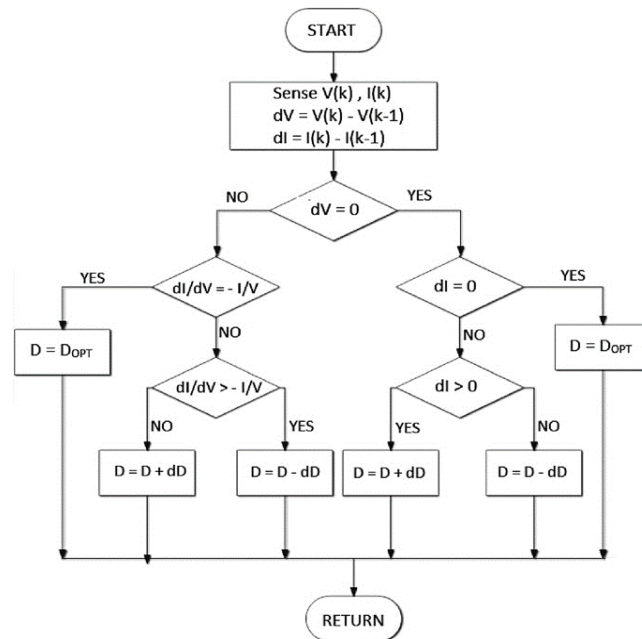 START
Sense V(k) , I(k)
dV = V(k) - V(k-1)
dI = I(k) - I(k-1)
NO
YES
dV = 0
YES
dI/dV = - I/V
dI = 0
YES
D = DOPT
NO
NO
D = DOPT
dI/dV > - I/V
dI > 0
NO
YES
YES
NO
D = D + dD
D = D - dD
D = D + dD
D = D - dD
RETURN